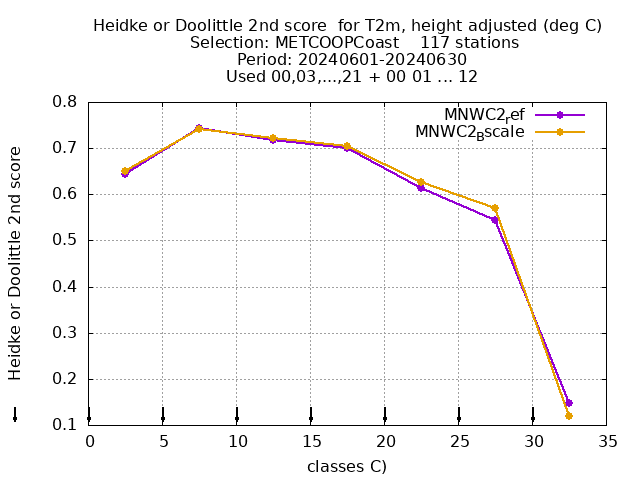 Heidke or Doolittle 2nd score  for T2m, height adjusted (deg C)
Selection: METCOOPCoast    117 stations
Period: 20240601-20240630
Used 00,03,...,21 + 00 01 ... 12
MNWC2ref
MNWC2Bscale
Heidke or Doolittle 2nd score
0.8
0.7
0.6
0.5
0.4
0.3
0.2
0.1
0 5 10 15 20 25 30 35
classes C)